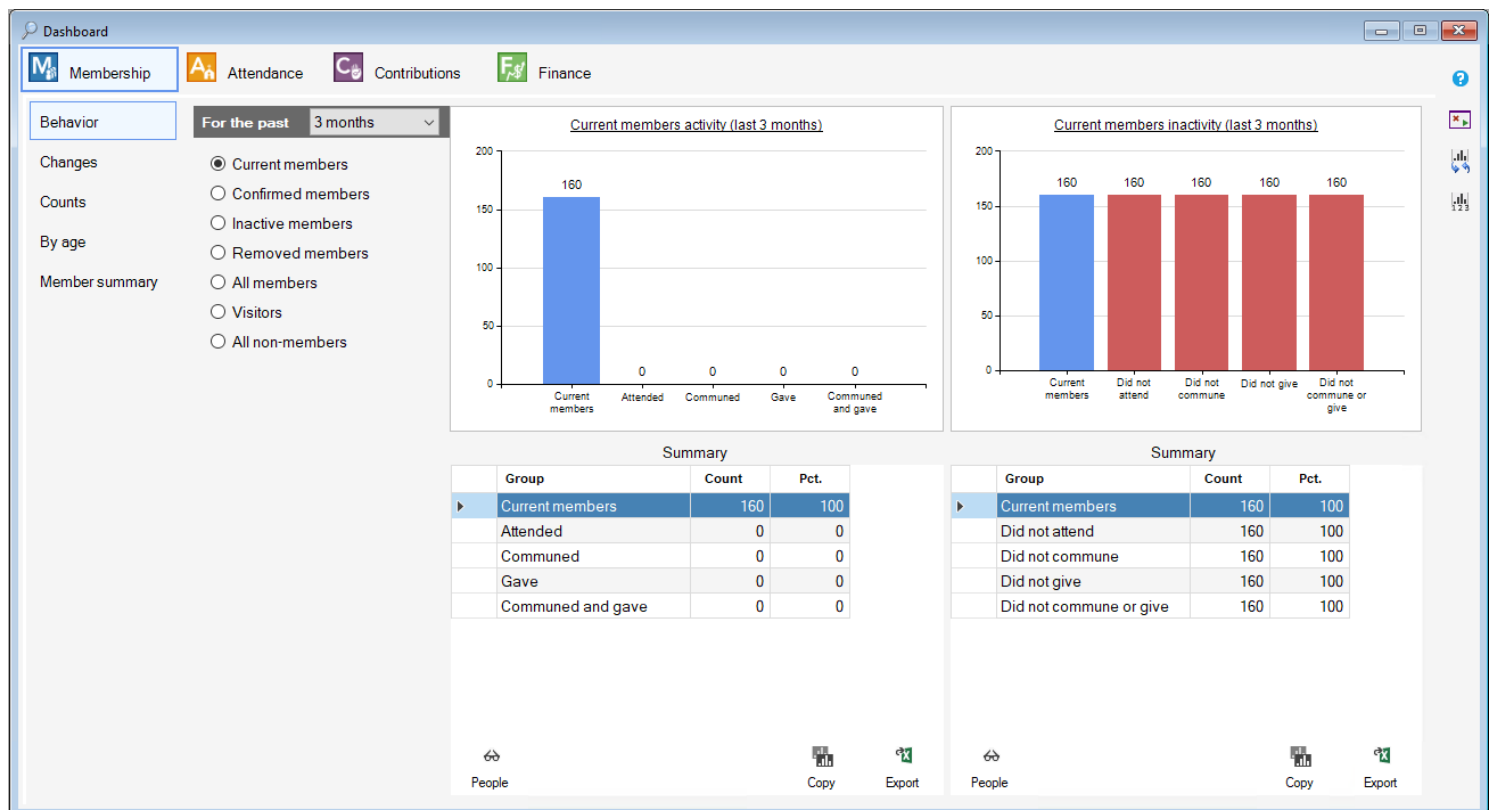 Dashboard
Membership Attendance Contributions Finance
Behavior
Changes
Counts
By age
Member summary
For the past 3 months
Current members
Confirmed members
Inactive members
Removed members
All members
Visitors
All non-members
Current members activity (last 3 months)
200
150
100
50
0
160
0
0
0
0
Current members
Attended
Communed
Gave
Communed and gave
Current members inactivity (last 3 months)
200
150
100
50
0
160
160
160
160
160
Current members
Did not attend
Did not commune
Did not give
Did not commune or give
Summary
Group Count Pct.
Current members 160 100
Attended 0 0
Communed 0 0
Gave 0 0
Communed and gave 0 0
People Copy Export
Summary
Group Count Pct.
Current members 160 100
Did not attend 160 100
Did not commune 160 100
Did not give 160 100
Did not commune or give 160 100
People Copy Export